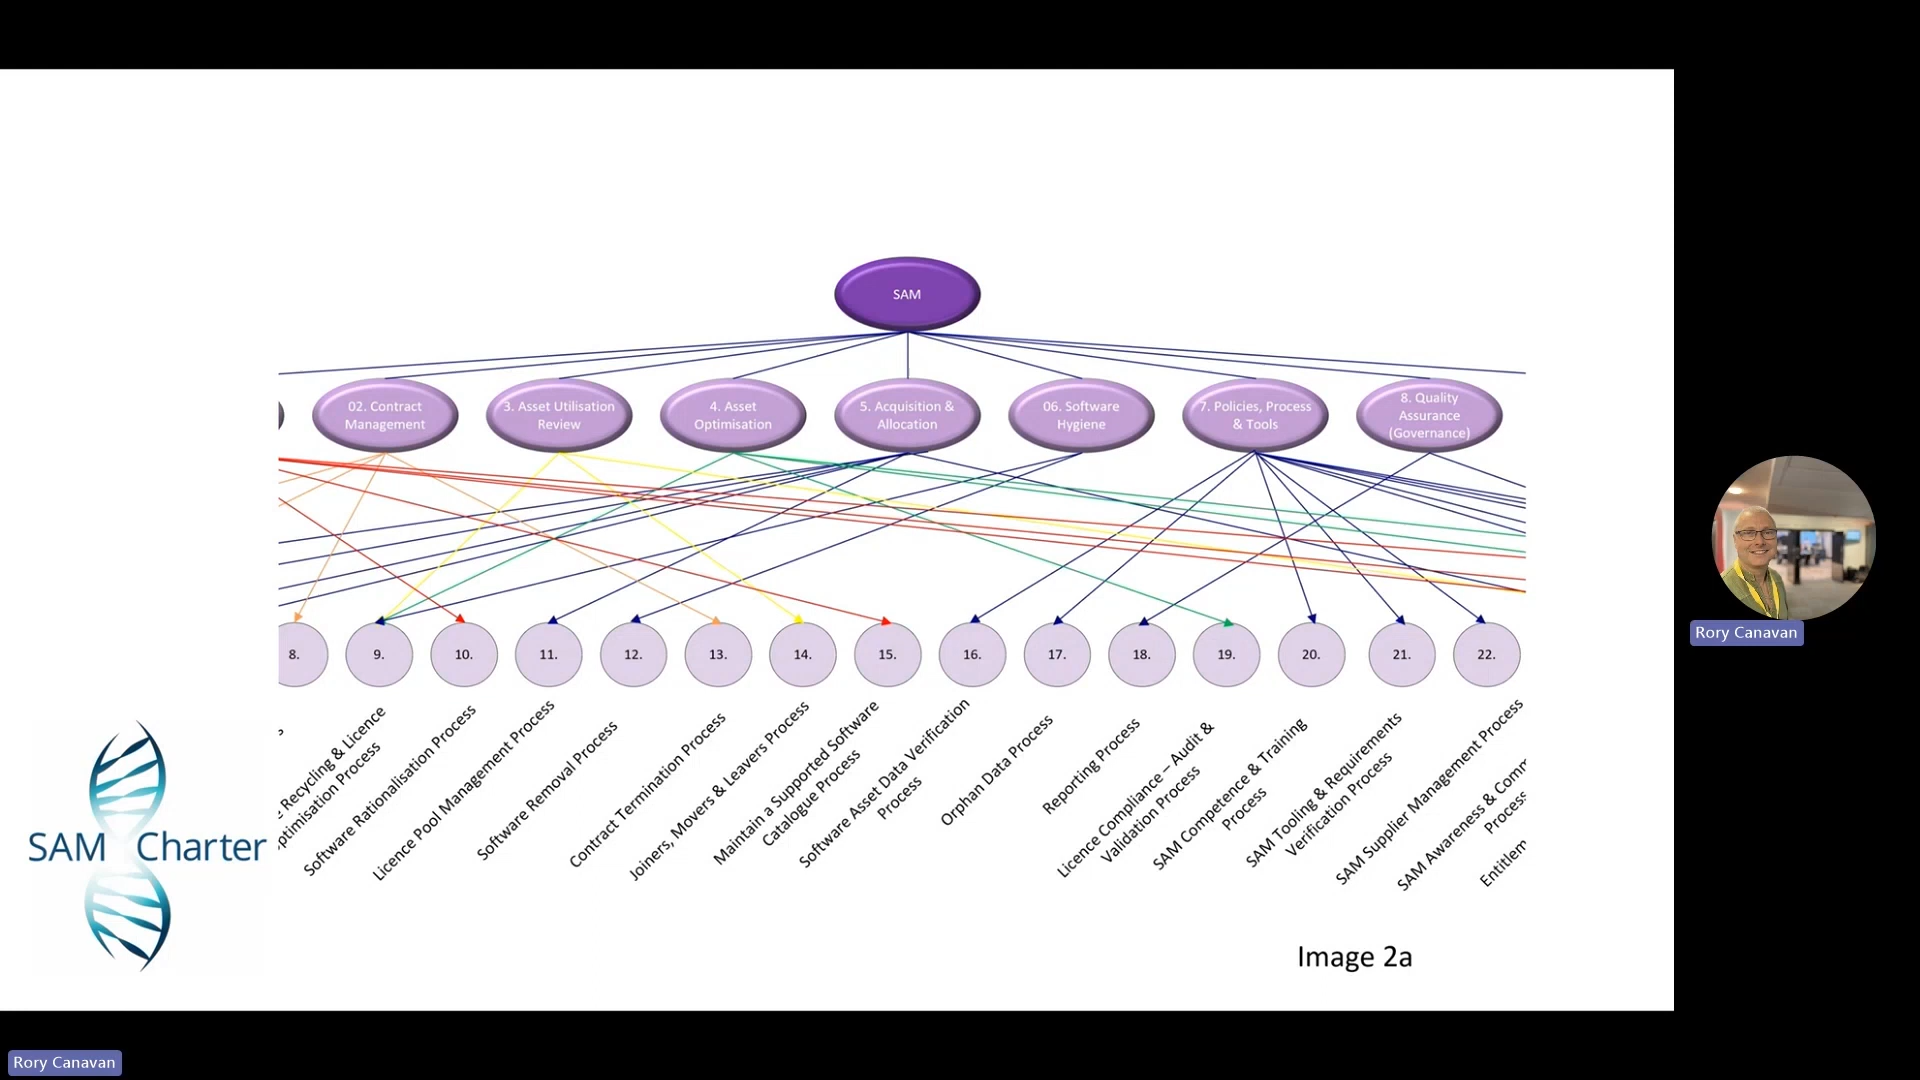 SAM
02. Contract
Management
3. Asset Utilisation
Review
4. Asset
Optimisation
5. Acquisition &
Allocation
06. Software
Hygiene
7. Policies, Process
& Tools
8. Quality
Assurance
(Governance)
8.
9.
10.
11.
12.
13.
14.
15.
16.
17.
18.
19.
20.
21.
22.
Recycling & Licence
Process
Software Rationalisation Process
Licence Pool Management Process
Software Removal Process
Contract Termination Process
Joiners, Movers & Leavers Process
Maintain a Supported Software
Catalogue Process
Software Asset Data Verification
Process
Orphan Data Process
Reporting Process
Licence Compliance – Audit &
Validation Process
SAM Competence & Training
Process
SAM Tooling & Requirements
Verification Process
SAM Supplier Management Process
SAM Awareness &
Process
SAM Charter
Image 2a
Rory Canavan
Rory Canavan